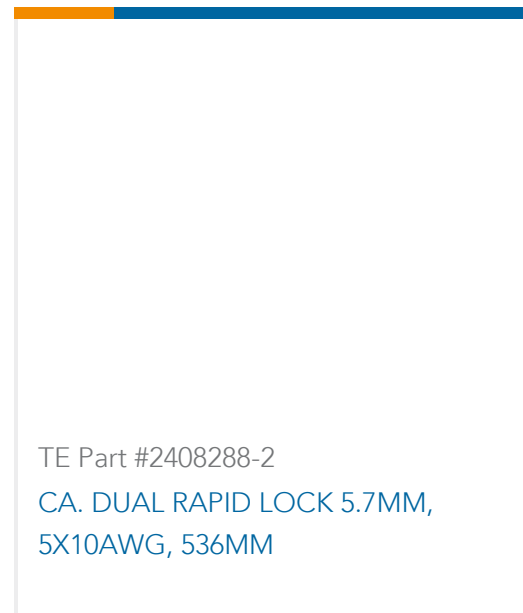 TE Part #2408288-2
CA. DUAL RAPID LOCK 5.7MM,
5X10AWG, 536MM